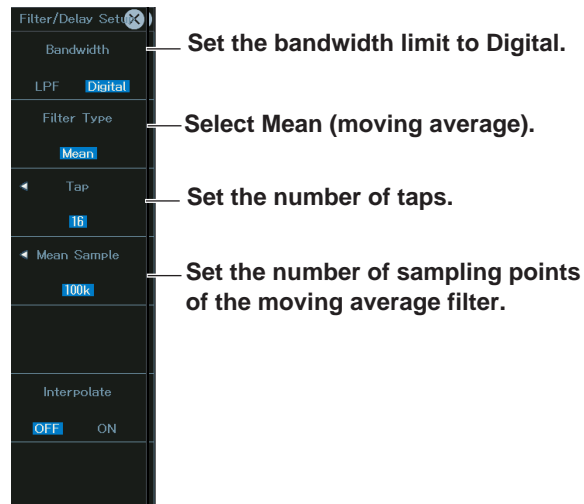 Filter/Delay Setu
Bandwidth
LPF Digital
Set the bandwidth limit to Digital.
Filter Type
Mean
Select Mean (moving average).
Tap
16
Set the number of taps.
Mean Sample
100k
Set the number of sampling points
of the moving average filter.
Interpolate
OFF ON